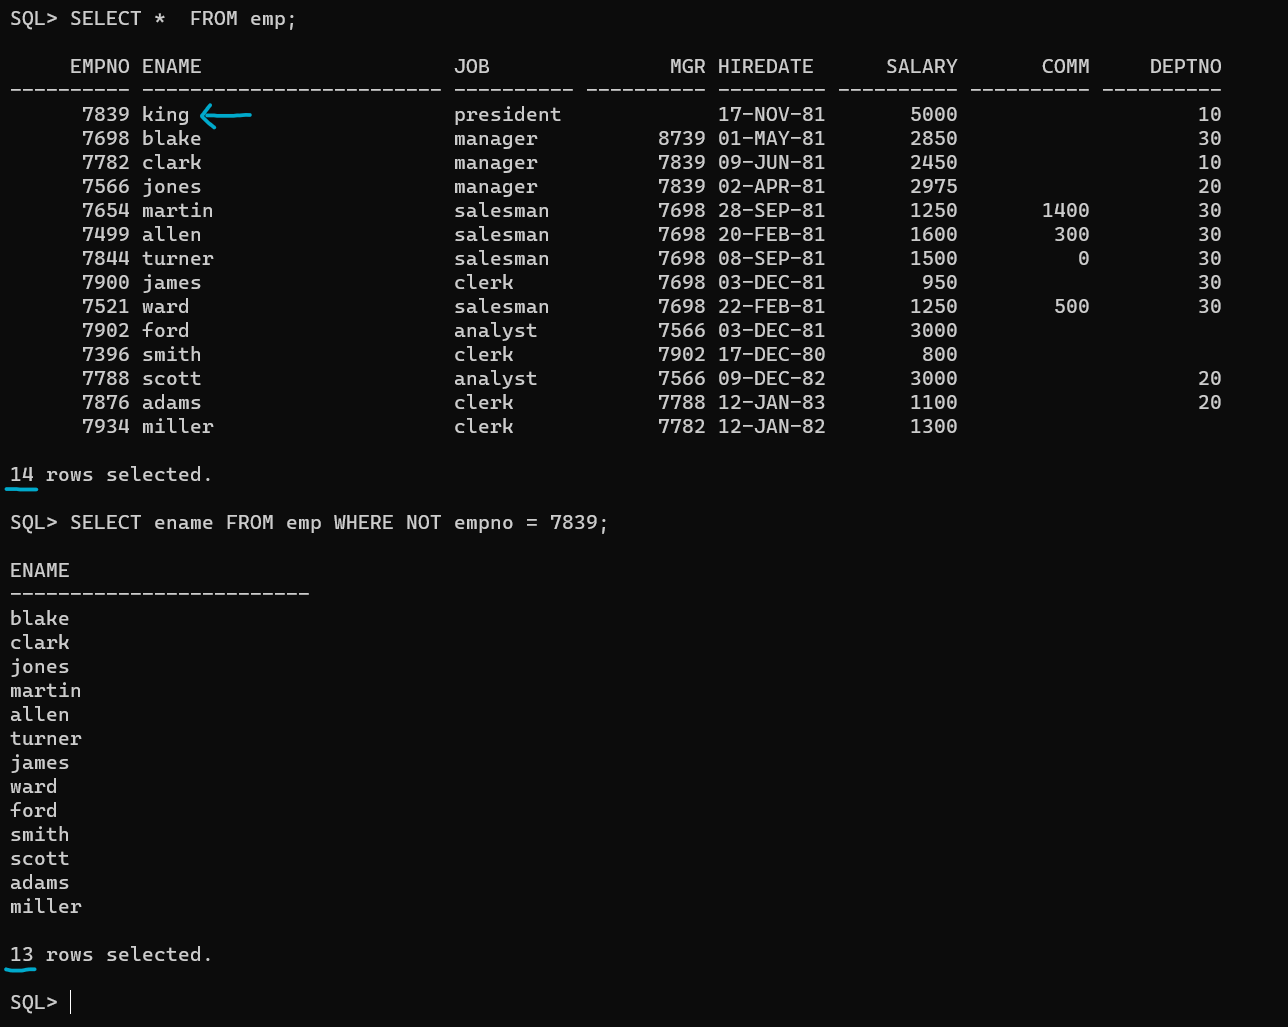 SQL> SELECT *  FROM emp;
     EMPNO ENAME                     JOB               MGR HIREDATE      SALARY       COMM     DEPTNO
---------- ------------------------- ---------- ---------- --------- ---------- ---------- ----------
      7839 king                      president             17-NOV-81       5000                    10
      7698 blake                     manager          8739 01-MAY-81       2850                    30
      7782 clark                     manager          7839 09-JUN-81       2450                    10
      7566 jones                     manager          7839 02-APR-81       2975                    20
      7654 martin                    salesman         7698 28-SEP-81       1250       1400         30
      7499 allen                     salesman         7698 20-FEB-81       1600        300         30
      7844 turner                    salesman         7698 08-SEP-81       1500          0         30
      7900 james                     clerk            7698 03-DEC-81        950                    30
      7521 ward                      salesman         7698 22-FEB-81       1250        500         30
      7902 ford                      analyst          7566 03-DEC-81       3000
      7396 smith                     clerk            7902 17-DEC-80        800
      7788 scott                     analyst          7566 09-DEC-82       3000                    20
      7876 adams                     clerk            7788 12-JAN-83       1100                    20
      7934 miller                    clerk            7782 12-JAN-82       1300
14 rows selected.
SQL> SELECT ename FROM emp WHERE NOT empno = 7839;
ENAME
-------------------------
blake
clark
jones
martin
allen
turner
james
ward
ford
smith
scott
adams
miller
13 rows selected.
SQL>